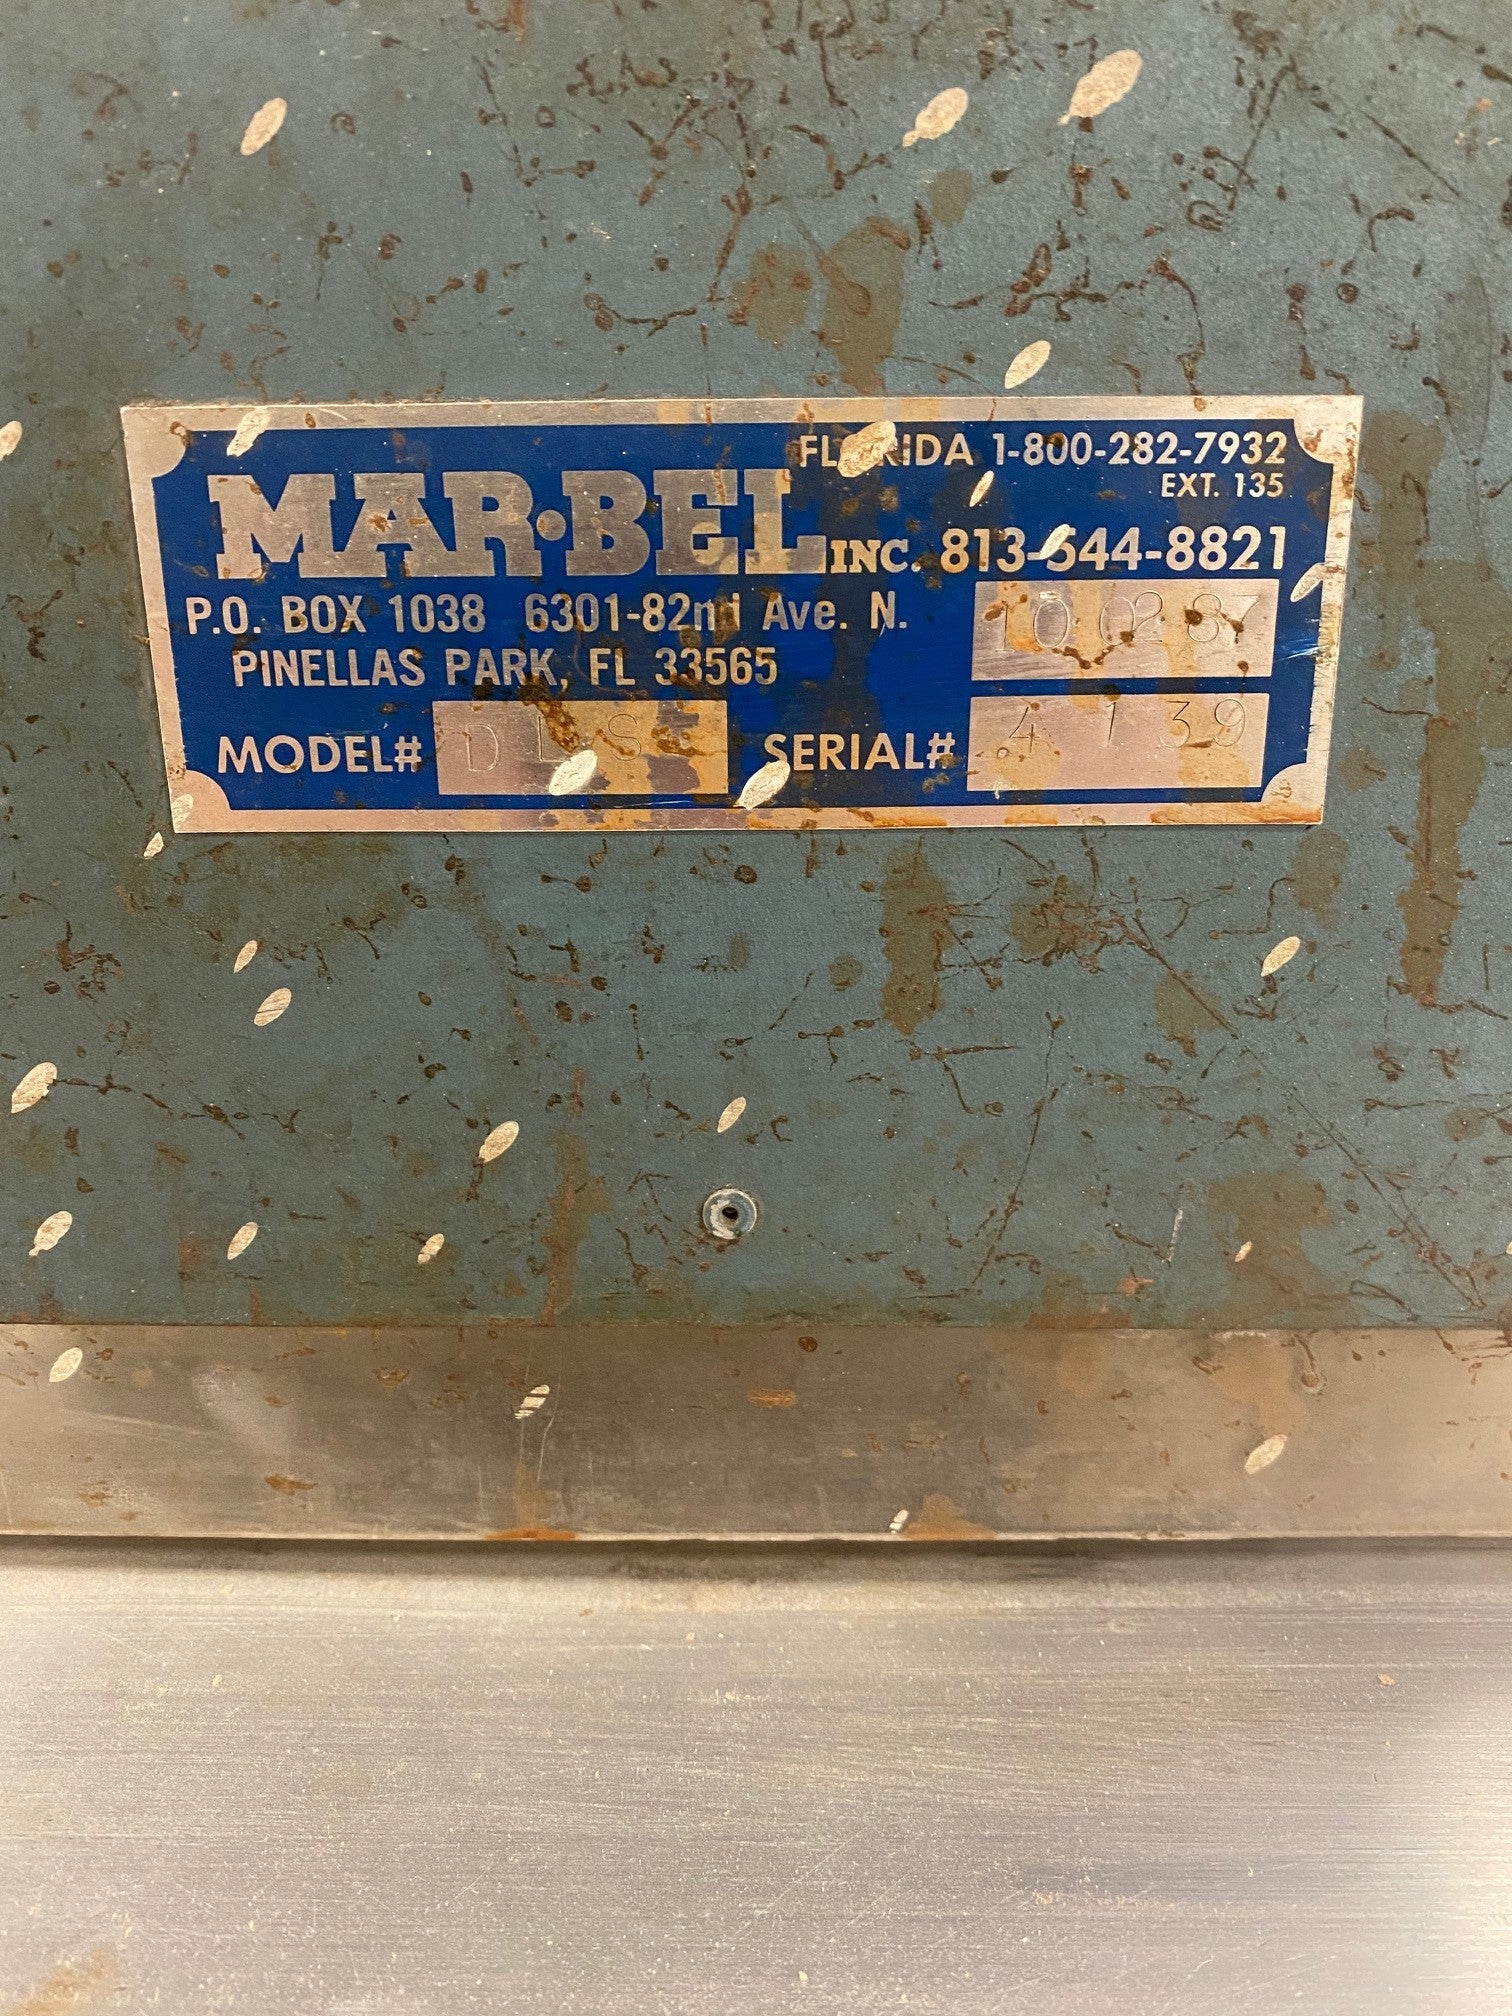 FLORIDA 1-800-282-7932
EXT. 135
MAR·BEL INC. 813-544-8821
P.O. BOX 1038 6301-82nd Ave. N. 10 02 87
PINELLAS PARK, FL 33565
MODEL# DLS SERIAL# 4139